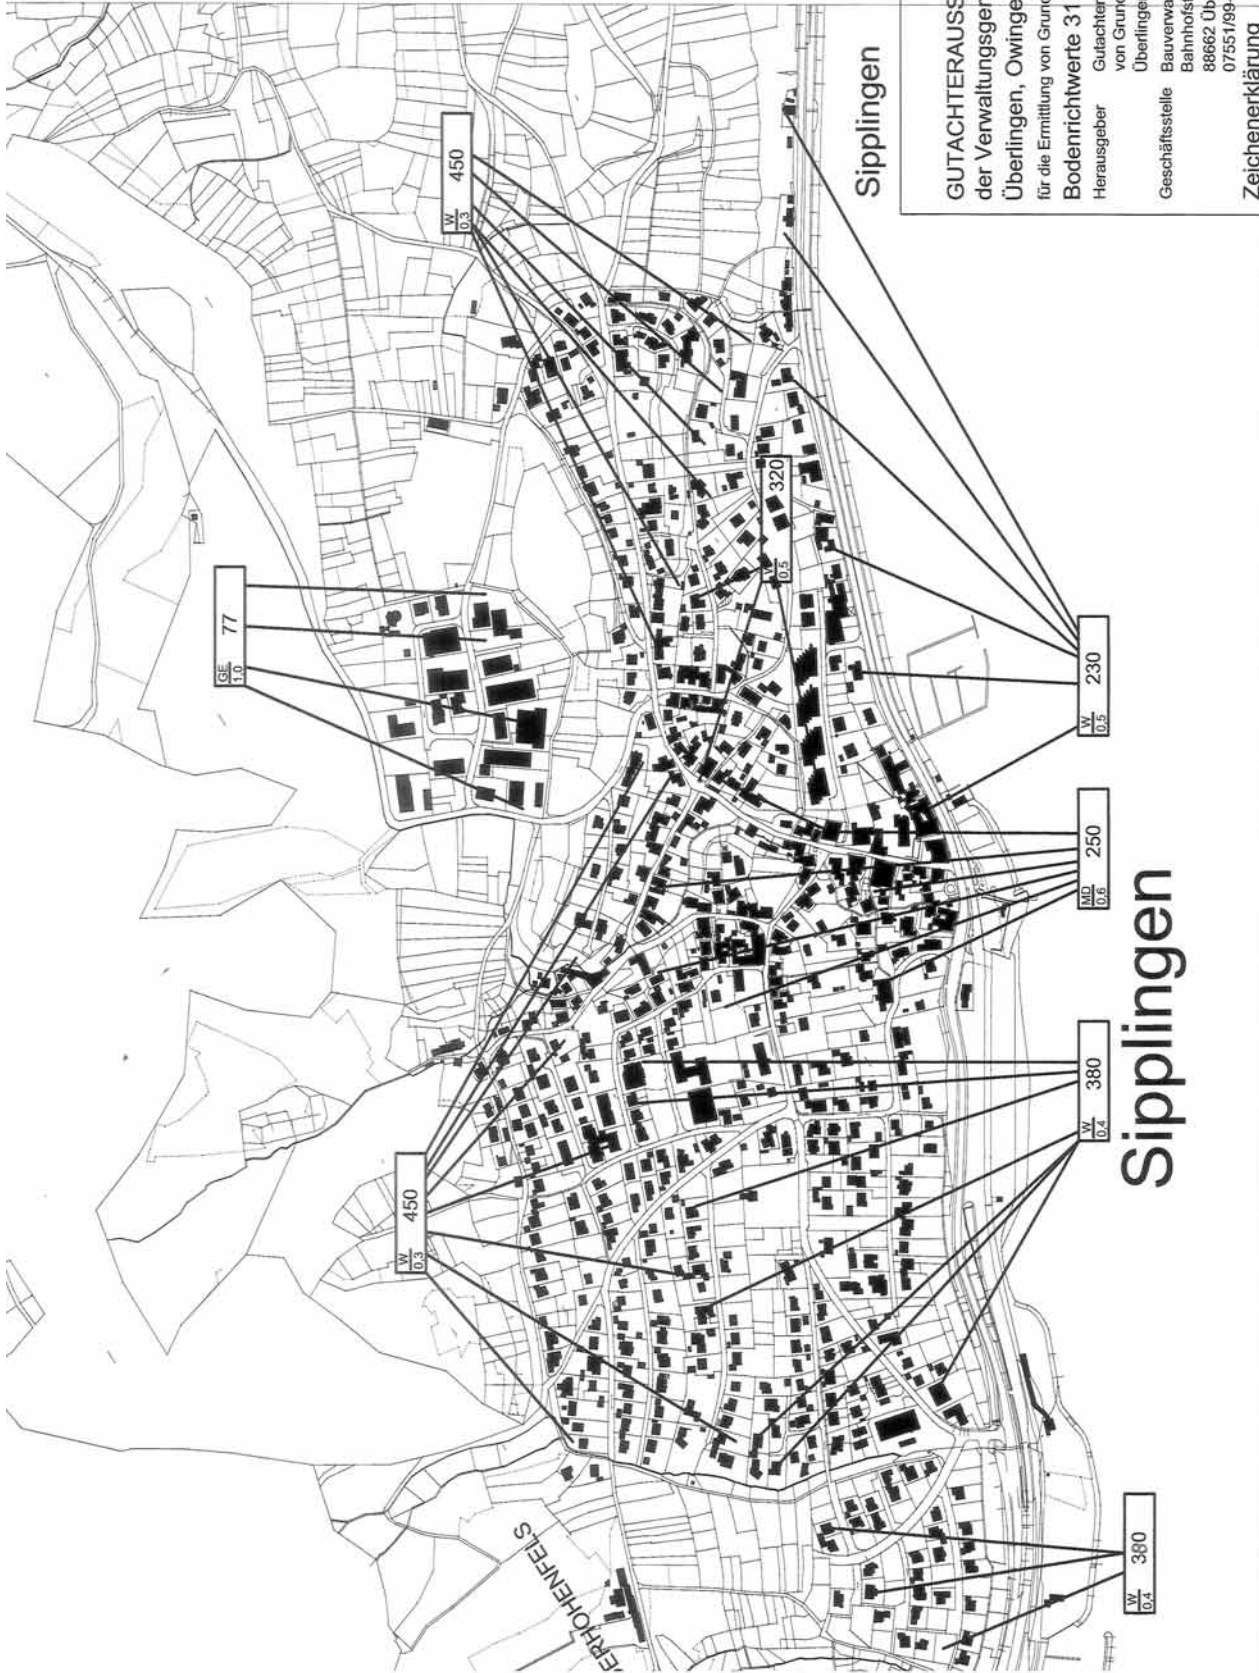 Sipplingen
GUTACHTERAUSS
der Verwaltungsgem
Überlingen, Owinge
für die Ermittlung von Grund
Bodenrichtwerte 31
Herausgeber Gutachter
von Grund
Überlinge
Geschäftsstelle Bauverwa
Bahnhofst
88662 Üb
07551/99-
Zeichenerklärung
W
0.3
450
GE
1,0
77
320
0,5
W
0.3
450
W
0.5
230
MD
0.6
250
W
0.4
380
W
0.4
380
ERHOHENFELS
Sipplingen